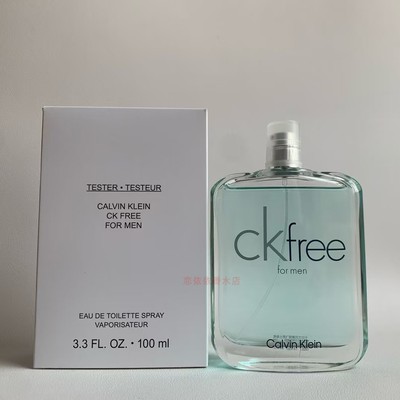 TESTER • TESTEUR
CALVIN KLEIN
CK FREE
FOR MEN
EAU DE TOILETTE SPRAY
VAPORISATEUR
3.3 FL. OZ. • 100 ml
ckfree
for men
Calvin Klein